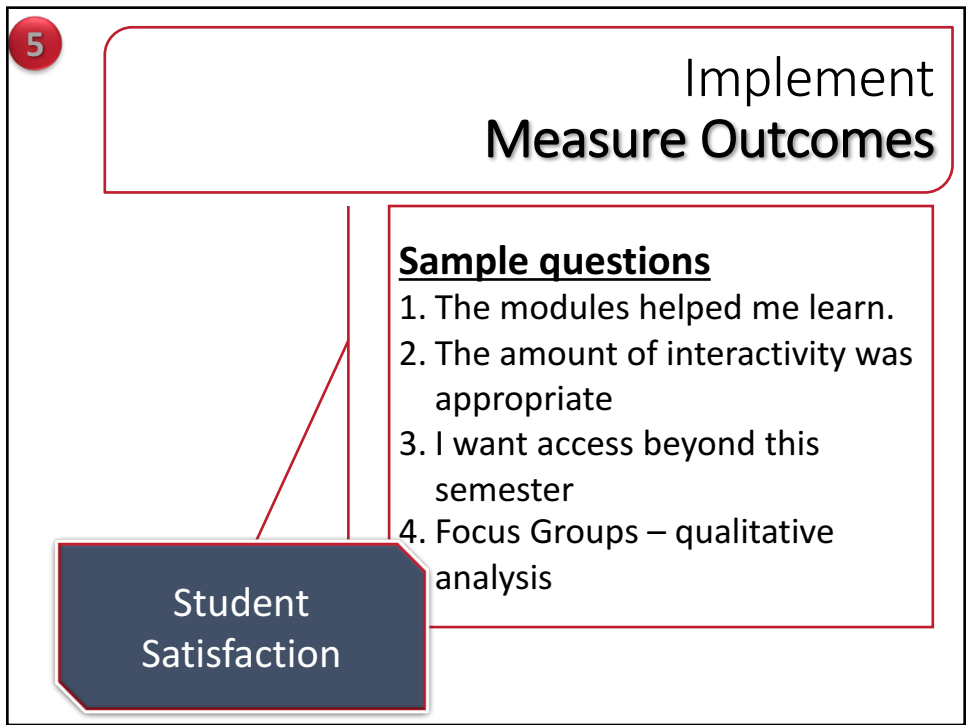 5
Implement
Measure Outcomes
Sample questions
1. The modules helped me learn.
2. The amount of interactivity was
appropriate
3. I want access beyond this
semester
4. Focus Groups – qualitative
analysis
Student
Satisfaction